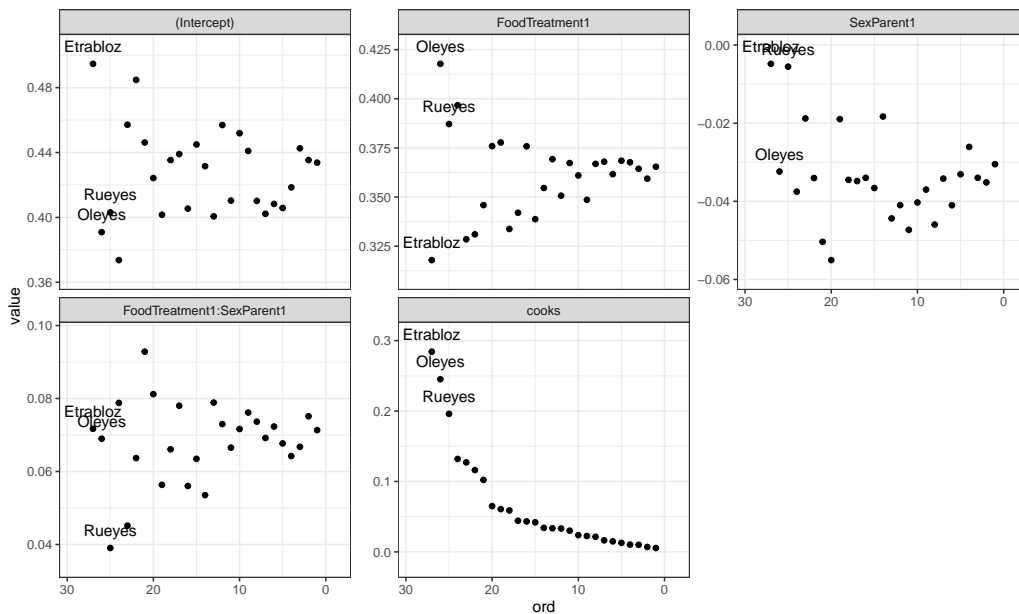 (Intercept)
FoodTreatment1
SexParent1
Etrabloz
Rueyes
Oleyes
0.48
0.44
0.40
0.36
Oleyes
Rueyes
Etrabloz
0.425
0.400
0.375
0.350
0.325
Etrabloz
Rueyes
Oleyes
0.00
−0.02
−0.04
−0.06
30
20
10
0
FoodTreatment1:SexParent1
cooks
Etrabloz
Oleyes
Rueyes
0.10
0.08
0.06
0.04
30
20
10
0
Etrabloz
Oleyes
Rueyes
0.3
0.2
0.1
0.0
30
20
10
0
value
ord